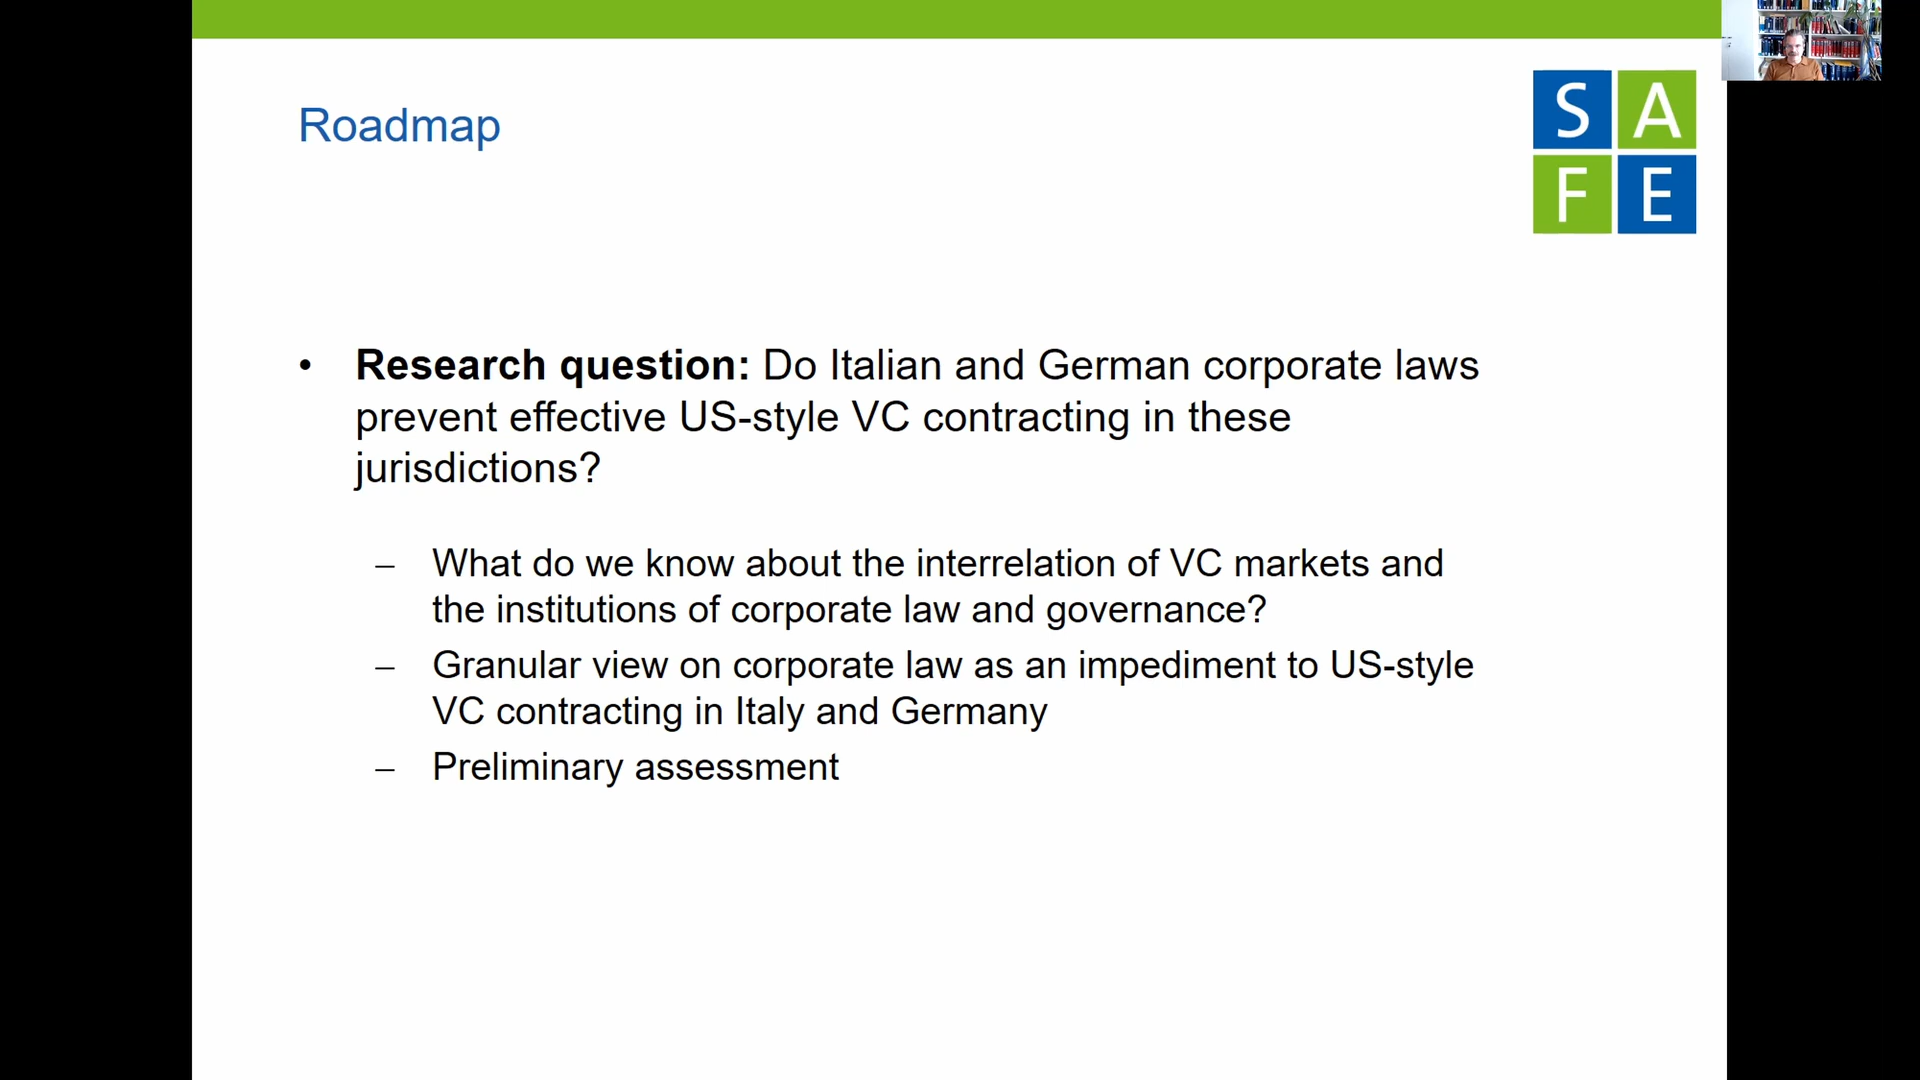 Roadmap
S A
F E
• Research question: Do Italian and German corporate laws
prevent effective US-style VC contracting in these
jurisdictions?
– What do we know about the interrelation of VC markets and
the institutions of corporate law and governance?
– Granular view on corporate law as an impediment to US-style
VC contracting in Italy and Germany
– Preliminary assessment